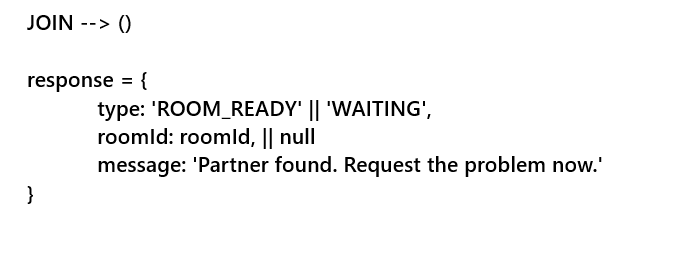 JOIN --> ()
response = {
type: 'ROOM_READY' || 'WAITING',
roomId: roomId, || null
message: 'Partner found. Request the problem now.'
}